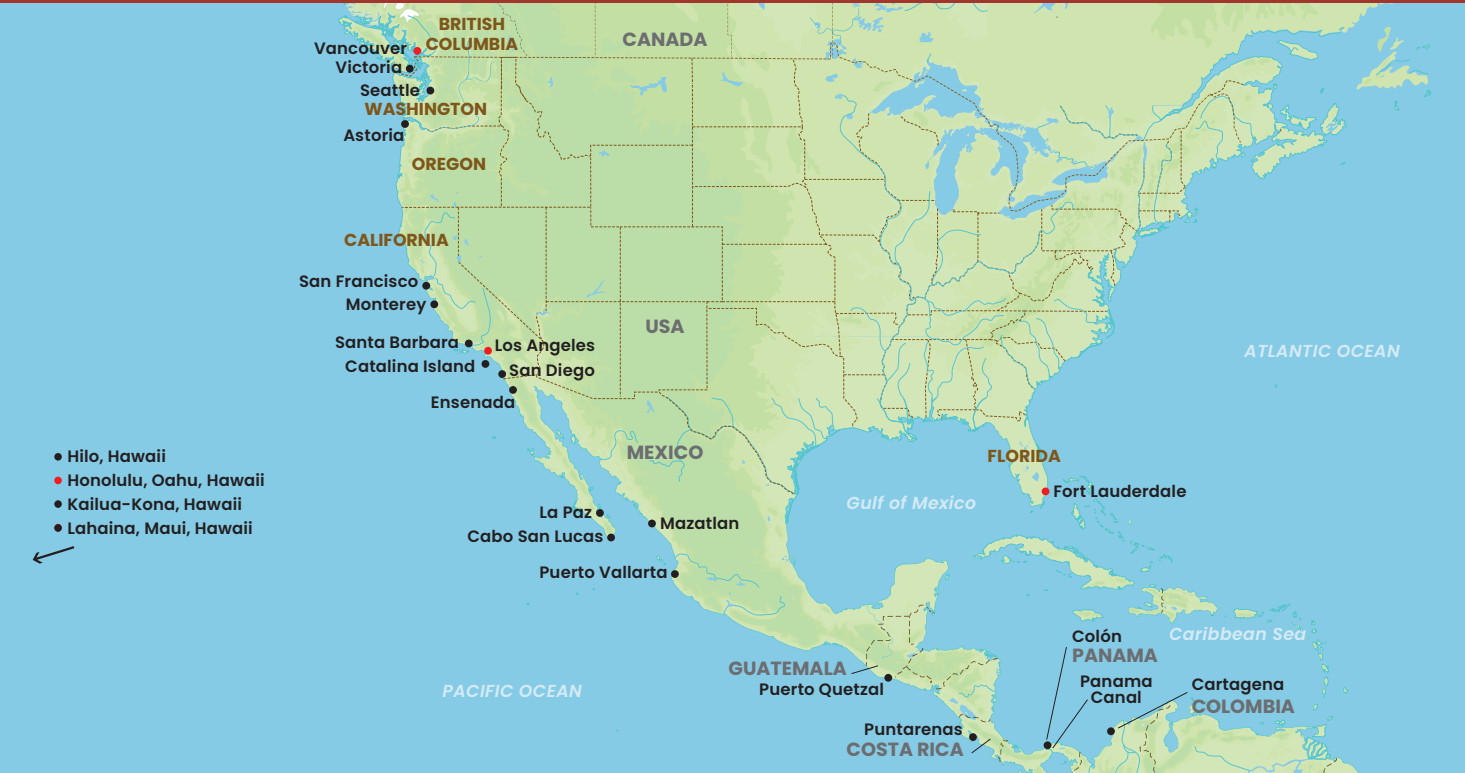 BRITISH
COLUMBIA
CANADA
Vancouver
Victoria
Seattle
WASHINGTON
Astoria
OREGON
CALIFORNIA
San Francisco
Monterey
USA
Santa Barbara
Los Angeles
ATLANTIC OCEAN
Catalina Island
San Diego
Ensenada
Hilo, Hawaii
Honolulu, Oahu, Hawaii
Kailua-Kona, Hawaii
Lahaina, Maui, Hawaii
MEXICO
FLORIDA
Fort Lauderdale
Gulf of Mexico
La Paz
Mazatlan
Cabo San Lucas
Puerto Vallarta
Colón
PANAMA
Caribbean Sea
GUATEMALA
Puerto Quetzal
PACIFIC OCEAN
Panama
Canal
Cartagena
COLOMBIA
Puntarenas
COSTA RICA